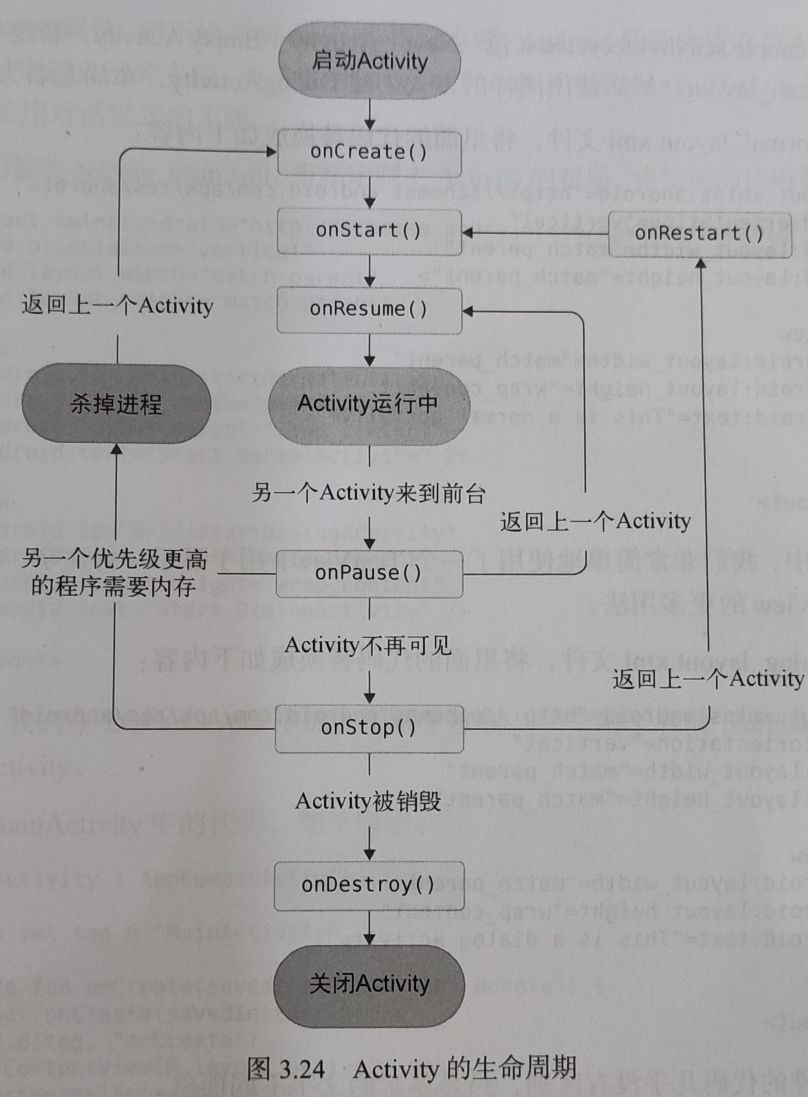 启动Activity
onCreate()
onStart()
onRestart()
onResume()
返回上一个Activity
杀掉进程
Activity运行中
另一个Activity来到前台
返回上一个Activity
另一个优先级更高
的程序需要内存
onPause()
Activity不再可见
返回上一个Activity
onStop()
Activity被销毁
onDestroy()
关闭Activity
图 3.24 Activity 的生命周期